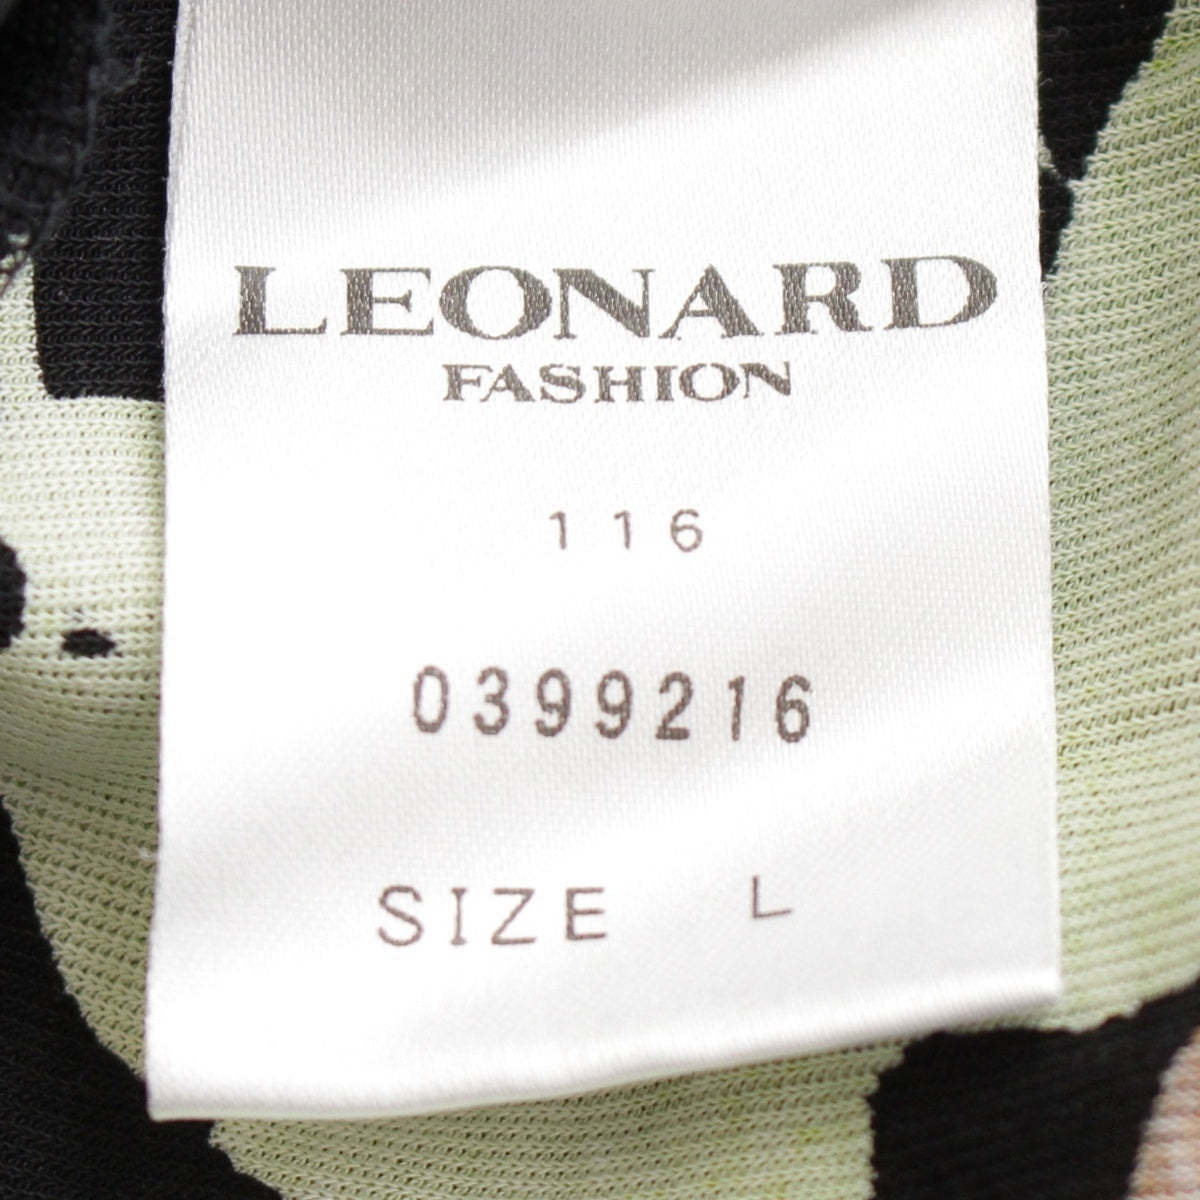 LEONARD
FASHION
116
0399216
SIZE L